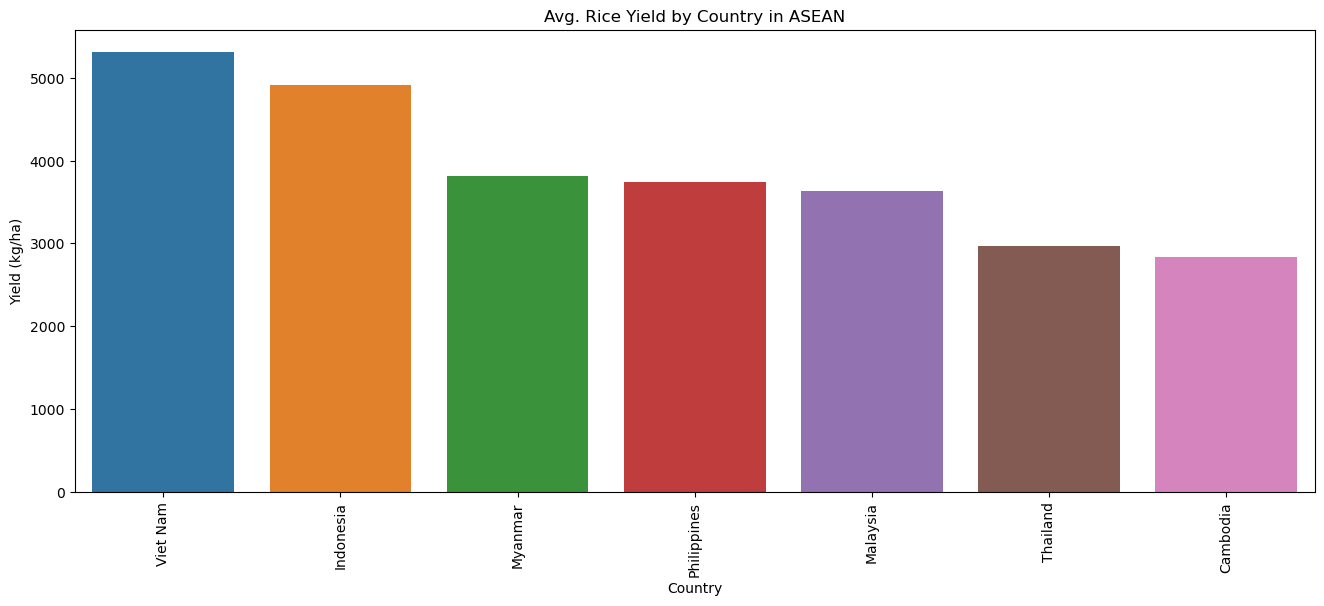 Avg. Rice Yield by Country in ASEAN
Yield (kg/ha)
5000
4000
3000
2000
1000
0
Viet Nam
Indonesia
Myanmar
Philippines
Malaysia
Thailand
Cambodia
Country